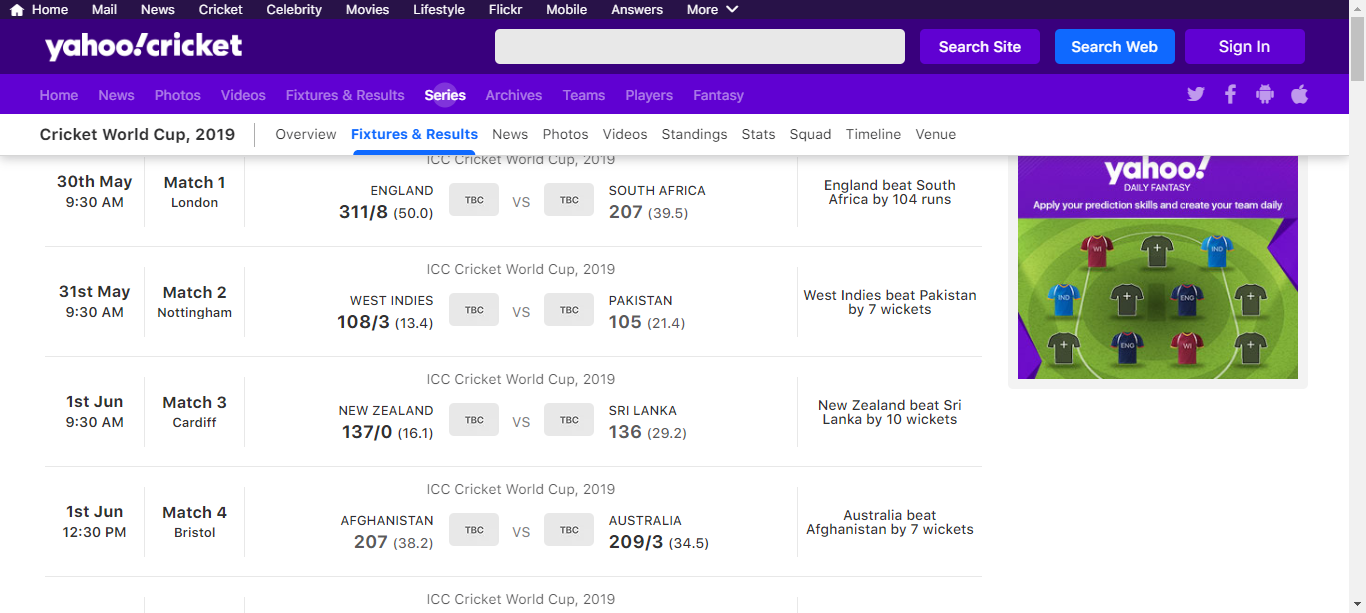 Home Mail News Cricket Celebrity Movies Lifestyle Flickr Mobile Answers More
yahoo!cricket Search Site Search Web Sign In
Home News Photos Videos Fixtures & Results Series Archives Teams Players Fantasy
Cricket World Cup, 2019 Overview Fixtures & Results News Photos Videos Standings Stats Squad Timeline Venue
ICC Cricket World Cup, 2019
30th May
9:30 AM
Match 1
London
ENGLAND
311/8 (50.0)
TBC VS TBC
SOUTH AFRICA
207 (39.5)
England beat South
Africa by 104 runs
ICC Cricket World Cup, 2019
31st May
9:30 AM
Match 2
Nottingham
WEST INDIES
108/3 (13.4)
TBC VS TBC
PAKISTAN
105 (21.4)
West Indies beat Pakistan
by 7 wickets
ICC Cricket World Cup, 2019
1st Jun
9:30 AM
Match 3
Cardiff
NEW ZEALAND
137/0 (16.1)
TBC VS TBC
SRI LANKA
136 (29.2)
New Zealand beat Sri
Lanka by 10 wickets
ICC Cricket World Cup, 2019
1st Jun
12:30 PM
Match 4
Bristol
AFGHANISTAN
207 (38.2)
TBC VS TBC
AUSTRALIA
209/3 (34.5)
Australia beat
Afghanistan by 7 wickets
ICC Cricket World Cup, 2019
yahoo!
DAILY FANTASY
Apply your prediction skills and create your team daily
WI + IND
IND + ENG +
+ ENG WI +